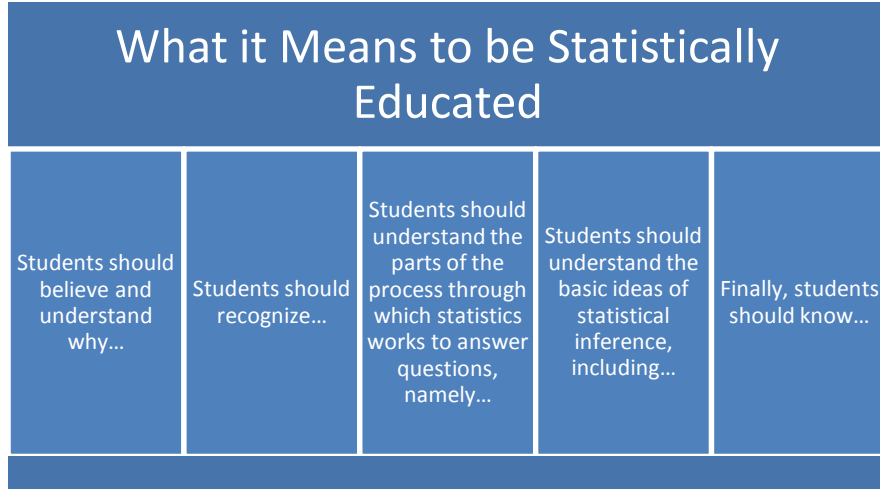 What it Means to be Statistically
Educated
Students should
believe and
understand
why…
Students should
recognize…
Students should
understand the
parts of the
process through
which statistics
works to answer
questions,
namely…
Students should
understand the
basic ideas of
statistical
inference,
including…
Finally, students
should know…